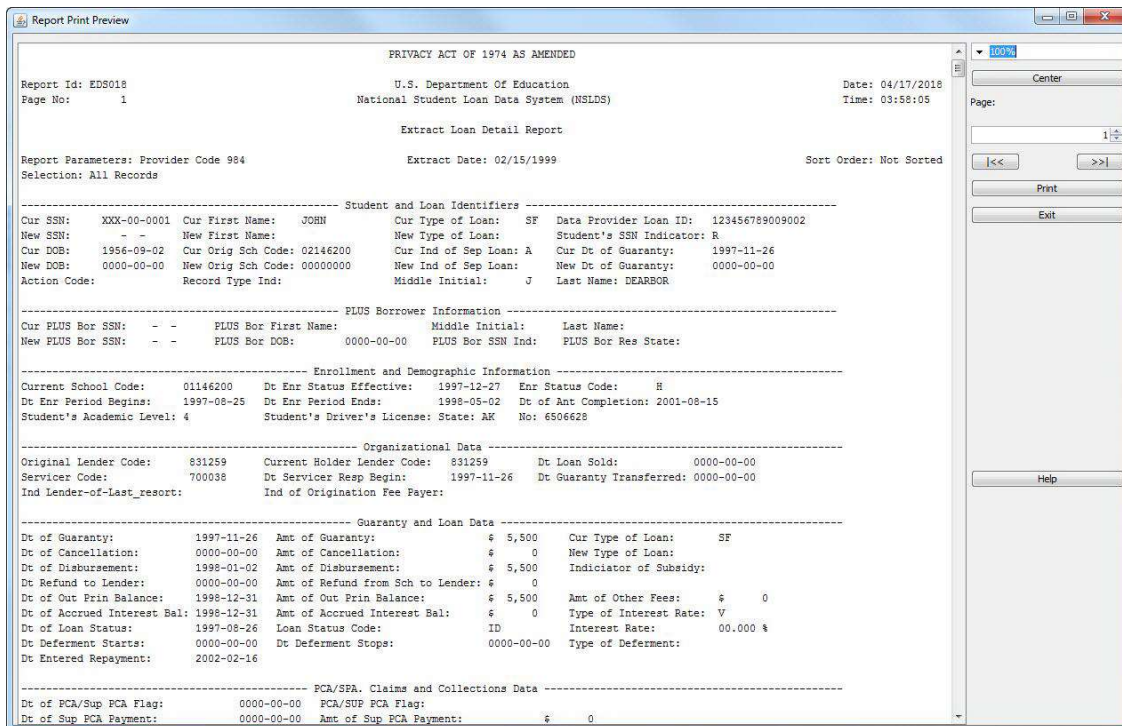 Report Print Preview
PRIVACY ACT OF 1974 AS AMENDED
Report Id: EDS018 U.S. Department Of Education Date: 04/17/2018
Page No: 1 National Student Loan Data System (NSLDS) Time: 03:58:05
Extract Loan Detail Report
Report Parameters: Provider Code 984 Extract Date: 02/15/1999 Sort Order: Not Sorted
Selection: All Records
Student and Loan Identifiers
Cur SSN: XXX-00-0001 Cur First Name: JOHN Cur Type of Loan: SF Data Provider Loan ID: 123456789009002
New SSN: - - New First Name: New Type of Loan: Student's SSN Indicator: R
Cur DOB: 1956-09-02 Cur Orig Sch Code: 02146200 Cur Ind of Sep Loan: A Cur Dt of Guaranty: 1997-11-26
New DOB: 0000-00-00 New Orig Sch Code: 00000000 New Ind of Sep Loan: New Dt of Guaranty: 0000-00-00
Action Code: Record Type Ind: Middle Initial: J Last Name: DEARBOR
PLUS Borrower Information
Cur PLUS Bor SSN: - - PLUS Bor First Name: Middle Initial: Last Name:
New PLUS Bor SSN: - - PLUS Bor DOB: 0000-00-00 PLUS Bor SSN Ind: PLUS Bor Res State:
Enrollment and Demographic Information
Current School Code: 01146200 Dt Enr Status Effective: 1997-12-27 Enr Status Code: H
Dt Enr Period Begins: 1997-08-25 Dt Enr Period Ends: 1998-05-02 Dt of Ant Completion: 2001-08-15
Student's Academic Level: 4 Student's Driver's License: State: AK No: 6506628
Organizational Data
Original Lender Code: 831259 Current Holder Lender Code: 831259 Dt Loan Sold: 0000-00-00
Servicer Code: 700038 Dt Servicer Resp Begin: 1997-11-26 Dt Guaranty Transferred: 0000-00-00
Ind Lender-of-Last_resort: Ind of Origination Fee Payer:
Guaranty and Loan Data
Dt of Guaranty: 1997-11-26 Amt of Guaranty: $ 5,500 Cur Type of Loan: SF
Dt of Cancellation: 0000-00-00 Amt of Cancellation: $ 0 New Type of Loan:
Dt of Disbursement: 1998-01-02 Amt of Disbursement: $ 5,500 Indiciator of Subsidy:
Dt Refund to Lender: 0000-00-00 Amt of Refund from Sch to Lender: $ 0
Dt of Out Prin Balance: 1998-12-31 Amt of Out Prin Balance: $ 5,500 Amt of Other Fees: $ 0
Dt of Accrued Interest Bal: 1998-12-31 Amt of Accrued Interest Bal: $ 0 Type of Interest Rate: V
Dt of Loan Status: 1997-08-26 Loan Status Code: ID Interest Rate: 00.000 %
Dt Deferment Starts: 0000-00-00 Dt Deferment Stops: 0000-00-00 Type of Deferment:
Dt Entered Repayment: 2002-02-16
PCA/SPA. Claims and Collections Data
Dt of PCA/Sup PCA Flag: 0000-00-00 PCA/SUP PCA Flag:
Dt of Sup PCA Payment: 0000-00-00 Amt of Sup PCA Payment: $ 0
100%
Center
Page:
1
|<< >>|
Print
Exit
Help